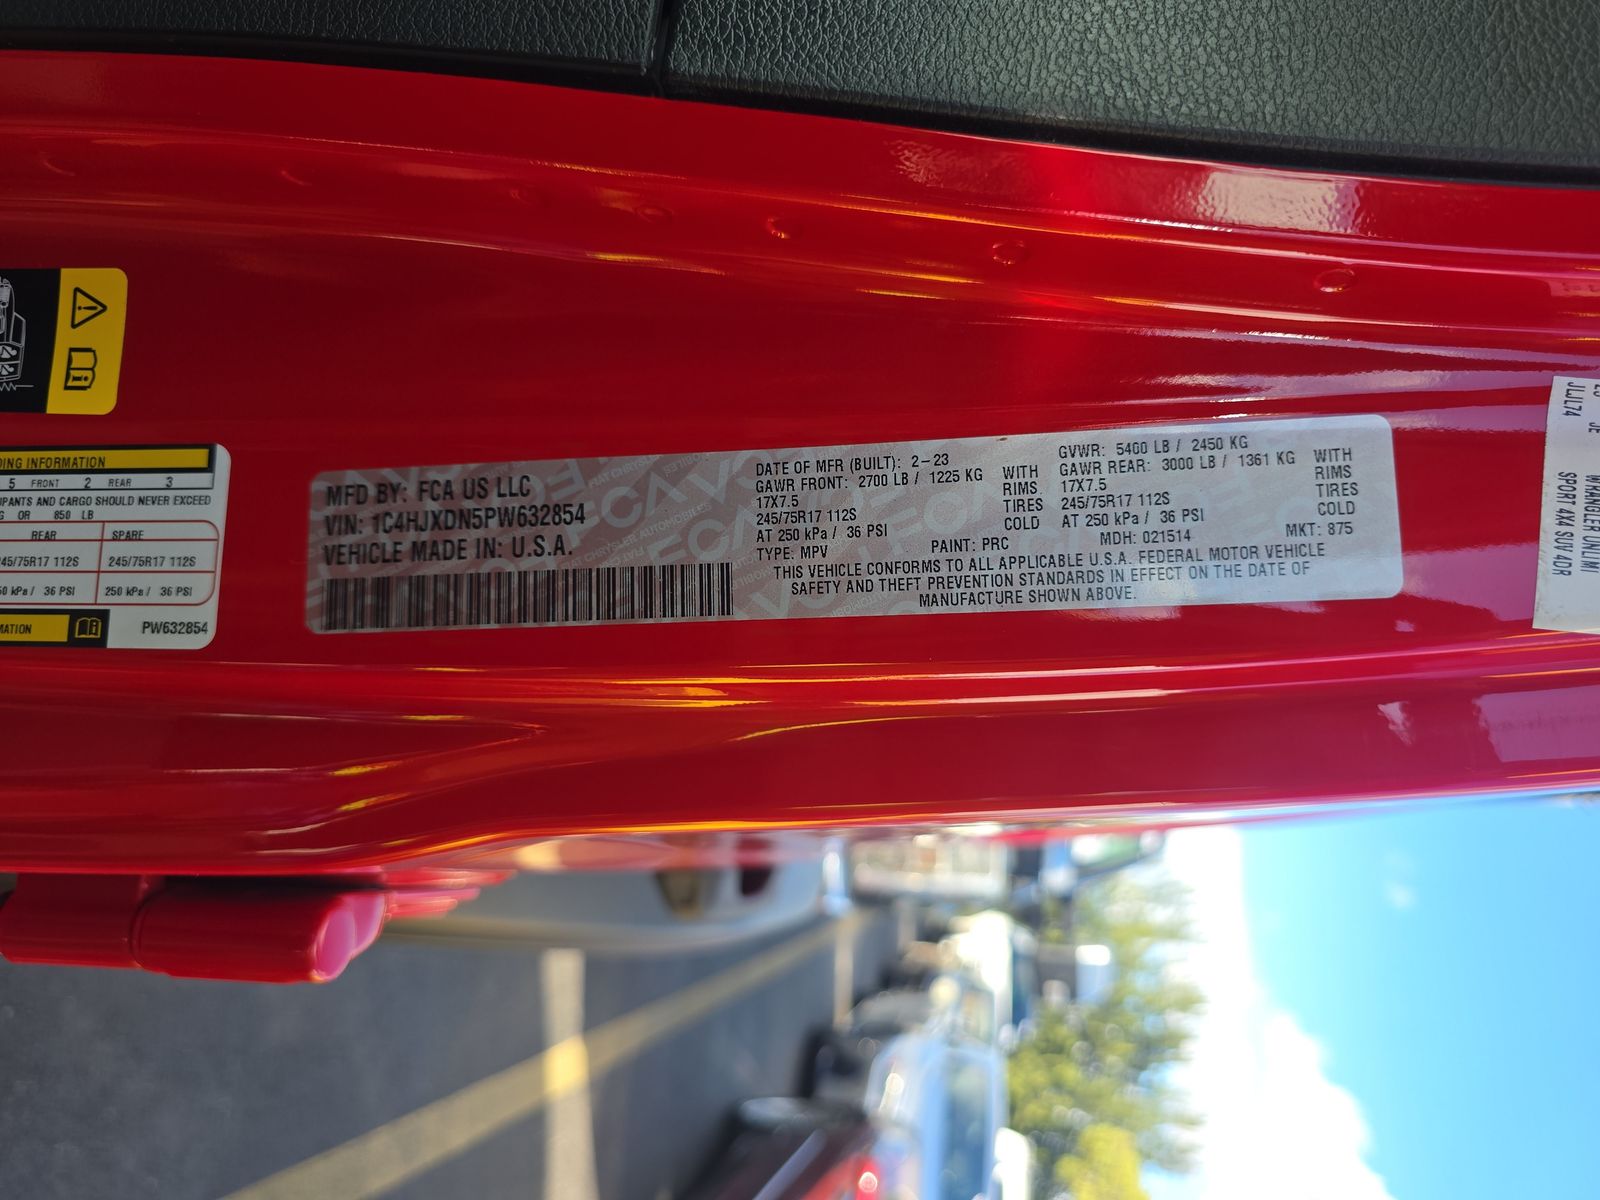 DING INFORMATION
5 FRONT 2 REAR 3
UPANTS AND CARGO SHOULD NEVER EXCEED
G OR 850 LB
REAR SPARE
245/75R17 112S 245/75R17 112S
50 kPa / 36 PSI 250 kPa / 36 PSI
MATION
PW632854
MFD BY: FCA US LLC
VIN: 1C4HJXDN5PW632854
VEHICLE MADE IN: U.S.A.
DATE OF MFR (BUILT): 2-23
GAWR FRONT: 2700 LB / 1225 KG WITH
17X7.5 RIMS
245/75R17 112S TIRES
AT 250 kPa / 36 PSI COLD
GVWR: 5400 LB / 2450 KG
GAWR REAR: 3000 LB / 1361 KG WITH
17X7.5 RIMS
245/75R17 112S TIRES
AT 250 kPa / 36 PSI COLD
TYPE: MPV PAINT: PRC MDH: 021514 MKT: 875
THIS VEHICLE CONFORMS TO ALL APPLICABLE U.S.A. FEDERAL MOTOR VEHICLE
SAFETY AND THEFT PREVENTION STANDARDS IN EFFECT ON THE DATE OF
MANUFACTURE SHOWN ABOVE.
JE WRANGLER UNLIMI
JLJL74 SPORT 4X4 SUV 4DR